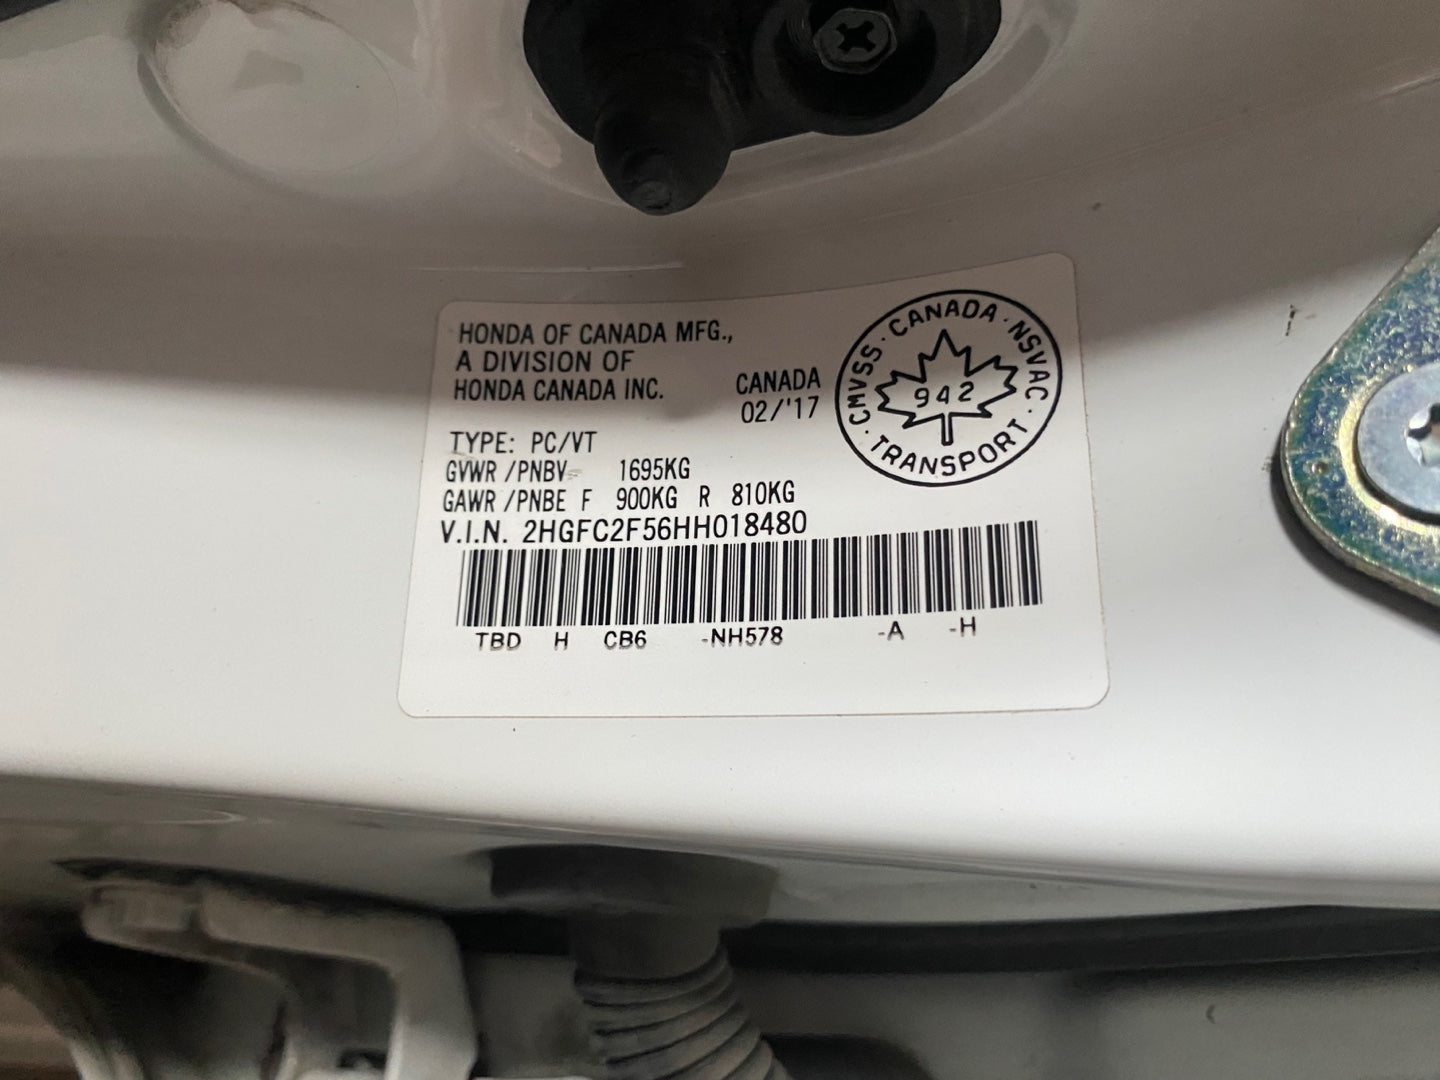 HONDA OF CANADA MFG.,
A DIVISION OF
HONDA CANADA INC.
CANADA
02/'17
CMVSS · CANADA · NSVAC · TRANSPORT ·
942
TYPE: PC/VT
GVWR/PNBV 1695KG
GAWR/PNBE F 900KG R 810KG
V.I.N. 2HGFC2F56HH018480
TBD H CB6 -NH578 -A -H